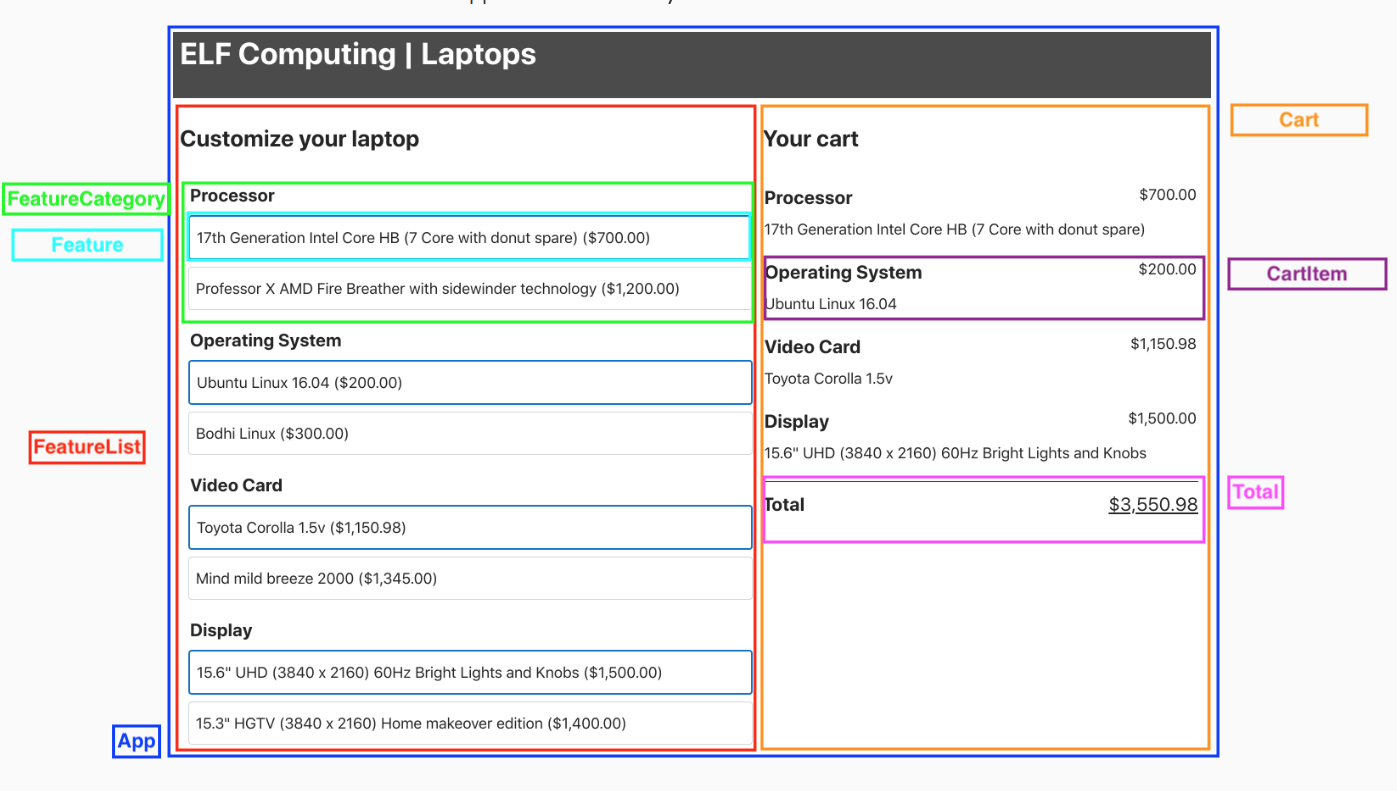 ELF Computing | Laptops
Cart
Customize your laptop
Your cart
FeatureCategory
Processor
Feature
17th Generation Intel Core HB (7 Core with donut spare) ($700.00)
Professor X AMD Fire Breather with sidewinder technology ($1,200.00)
Operating System
Ubuntu Linux 16.04 ($200.00)
Bodhi Linux ($300.00)
FeatureList
Video Card
Toyota Corolla 1.5v ($1,150.98)
Mind mild breeze 2000 ($1,345.00)
Display
15.6" UHD (3840 x 2160) 60Hz Bright Lights and Knobs ($1,500.00)
15.3" HGTV (3840 x 2160) Home makeover edition ($1,400.00)
App
Processor $700.00
17th Generation Intel Core HB (7 Core with donut spare)
Operating System $200.00
CartItem
Ubuntu Linux 16.04
Video Card $1,150.98
Toyota Corolla 1.5v
Display $1,500.00
15.6" UHD (3840 x 2160) 60Hz Bright Lights and Knobs
Total
Total $3,550.98